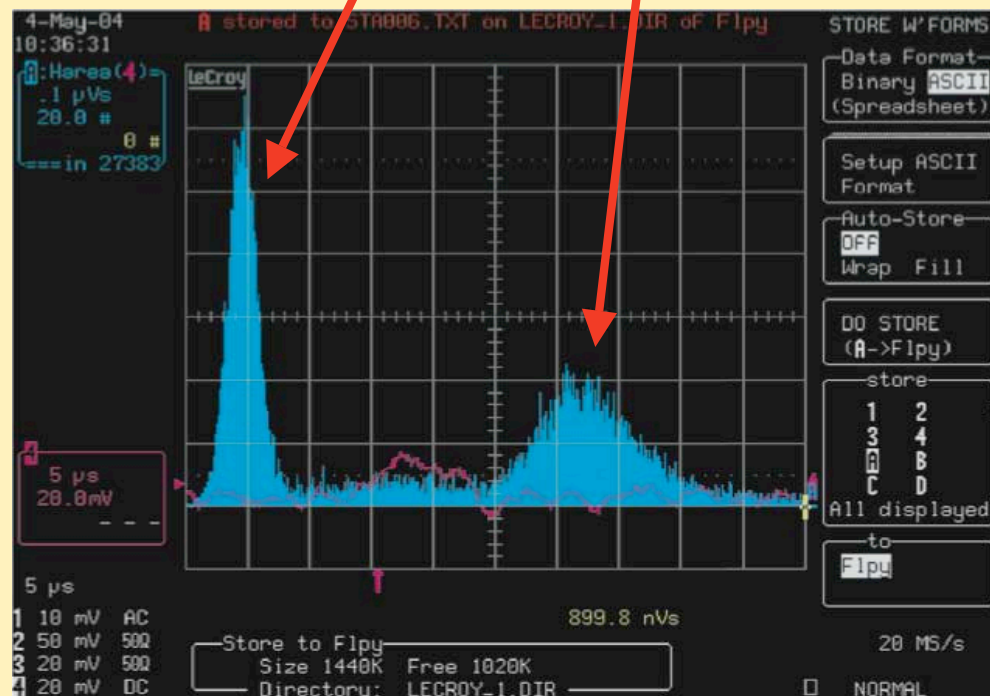 4-May-04
10:36:31
A stored to STA006.TXT on LECROY_1.DIR oF Flpy
A:Harea(4)=
.1 µVs
20.0 #
0 #
===in 27383
LeCroy
4
5 µs
20.0mV
- - -
5 µs
1 10 mV AC
2 50 mV 50Ω
3 20 mV 50Ω
4 20 mV DC
899.8 nVs
Store to Flpy
Size 1440K Free 1020K
Directory: LECROY_1.DIR
STORE W'FORMS
Data Format
Binary ASCII
(Spreadsheet)
Setup ASCII
Format
Auto-Store
OFF
Wrap Fill
DO STORE
(A->Flpy)
store
1 2
3 4
A B
C D
All displayed
to
Flpy
20 MS/s
NORMAL